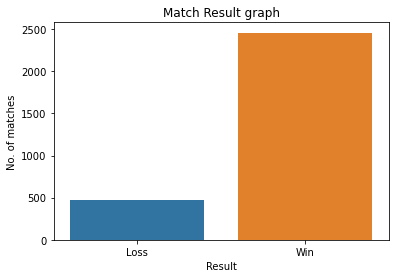 Match Result graph
2500
2000
1500
1000
500
0
No. of matches
Loss
Win
Result